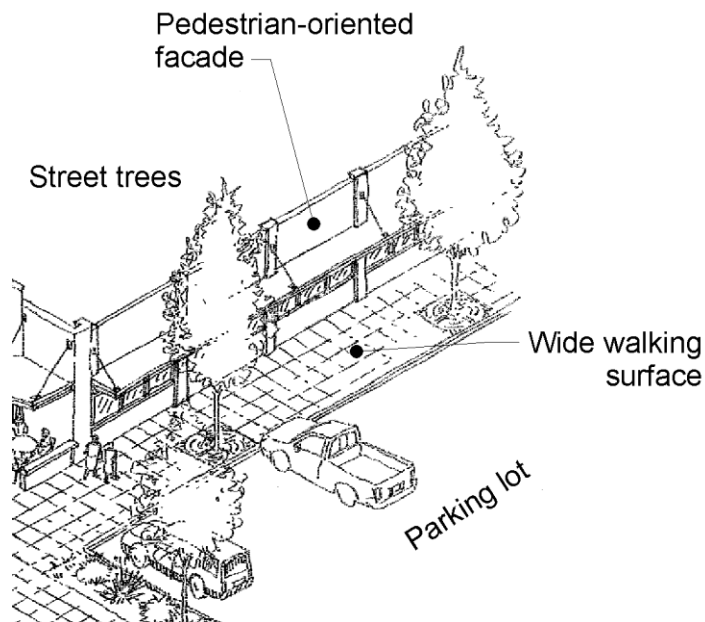 Pedestrian-oriented
facade
Street trees
Wide walking
surface
Parking lot